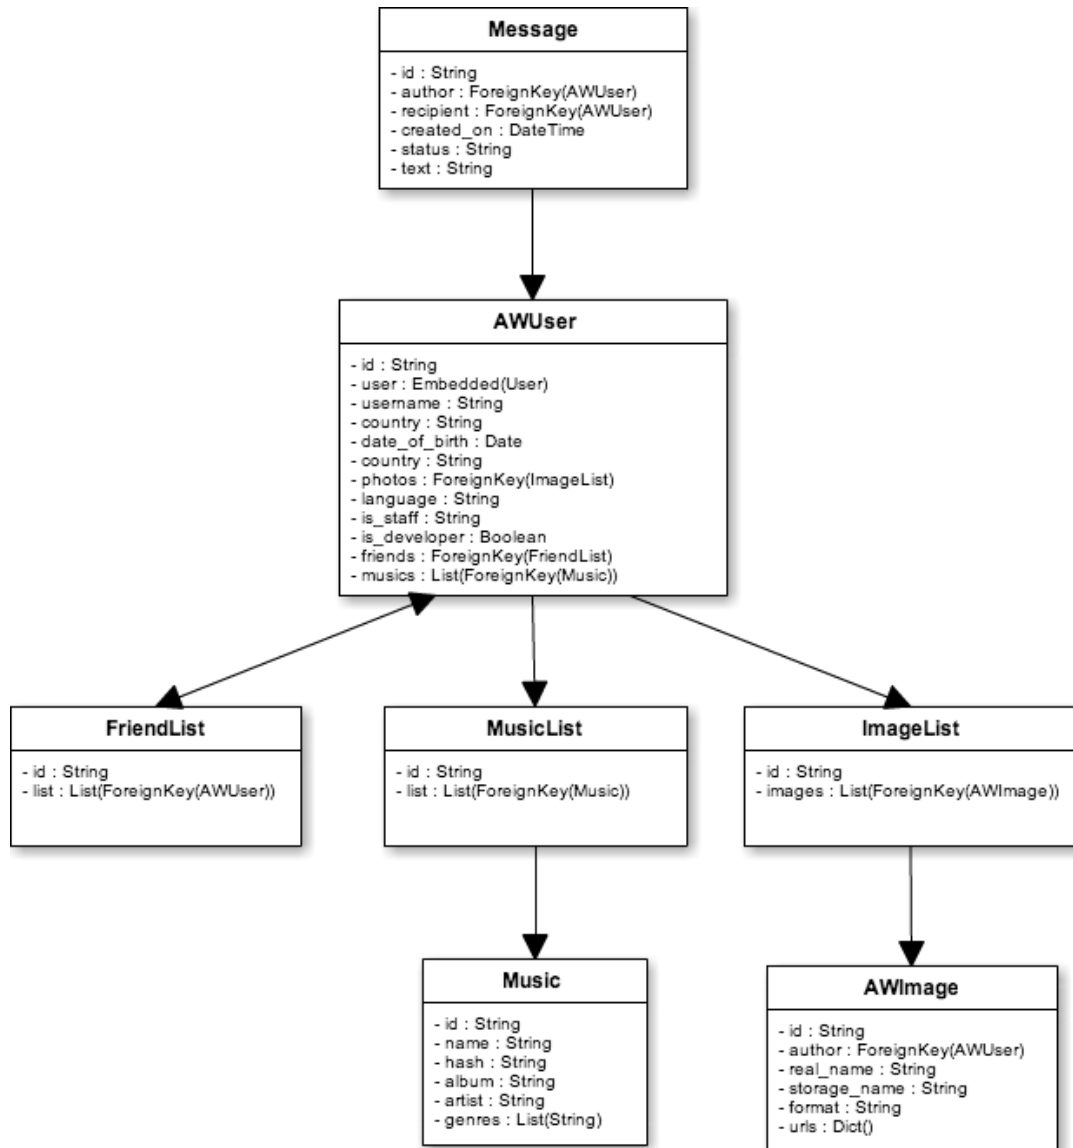 Message
- id : String
- author : ForeignKey(AWUser)
- recipient : ForeignKey(AWUser)
- created_on : DateTime
- status : String
- text : String
AWUser
- id : String
- user : Embedded(User)
- username : String
- country : String
- date_of_birth : Date
- country : String
- photos : ForeignKey(ImageList)
- language : String
- is_staff : String
- is_developer : Boolean
- friends : ForeignKey(FriendList)
- musics : List(ForeignKey(Music))
FriendList
- id : String
- list : List(ForeignKey(AWUser))
MusicList
- id : String
- list : List(ForeignKey(Music))
ImageList
- id : String
- images : List(ForeignKey(AWImage))
Music
- id : String
- name : String
- hash : String
- album : String
- artist : String
- genres : List(String)
AWImage
- id : String
- author : ForeignKey(AWUser)
- real_name : String
- storage_name : String
- format : String
- urls : Dict()